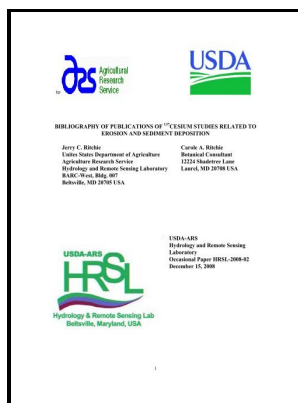 ars Agricultural
Research
Service
USDA
BIBLIOGRAPHY OF PUBLICATIONS OF 137CESIUM STUDIES RELATED TO
EROSION AND SEDIMENT DEPOSITION
Jerry C. Ritchie
Unites States Department of Agriculture
Agriculture Research Service
Hydrology and Remote Sensing Laboratory
BARC-West, Bldg. 007
Beltsville, MD 20705 USA
Carole A. Ritchie
Botanical Consultant
12224 Shadetree Lane
Laurel, MD 20708 USA
USDA-ARS
Hydrology and Remote Sensing
Laboratory
Occasional Paper HRSL-2008-02
December 15, 2008
USDA-ARS
HRSL
Hydrology & Remote Sensing Lab
Beltsville, Maryland, USA
1